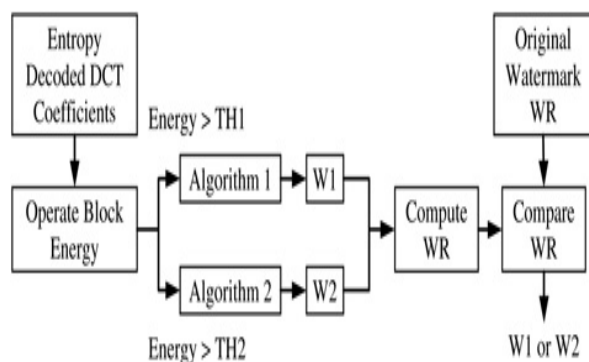 Entropy
Decoded DCT
Coefficients
Operate Block
Energy
Energy > TH1
Algorithm 1
W1
Algorithm 2
W2
Energy > TH2
Compute
WR
Original
Watermark
WR
Compare
WR
W1 or W2